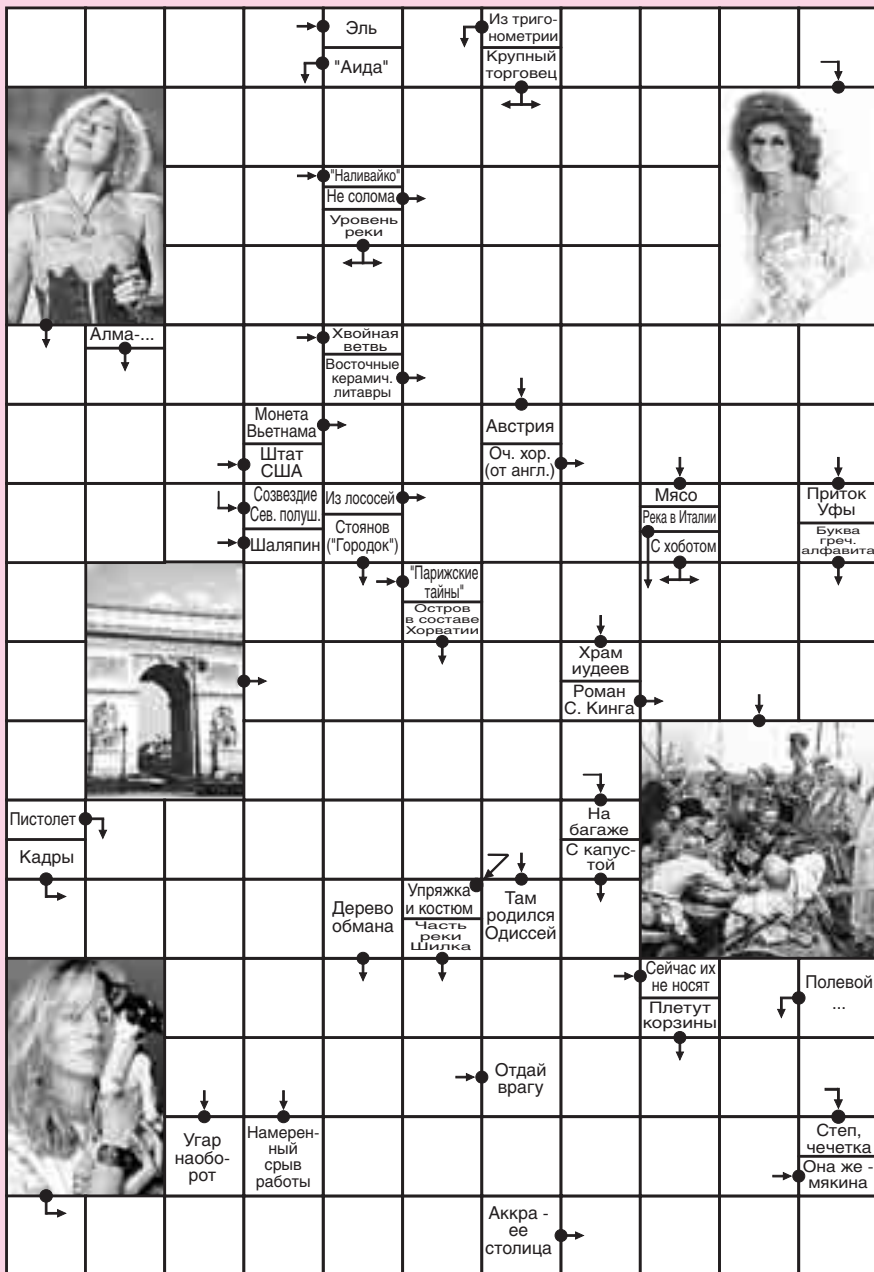 Эль
"Аида"
Из триго-
нометрии
Крупный
торговец
"Наливайко"
Не солома
Уровень
реки
Алма-...
Хвойная
ветвь
Восточные
керамич.
литавры
Монета
Вьетнама
Штат
США
Австрия
Оч. хор.
(от англ.)
Созвездие
Сев. полуш.
Шаляпин
Из лососей
Стоянов
("Городок")
Мясо
Река в Италии
С хоботом
Приток
Уфы
Буква
греч.
алфавита
"Парижские
тайны"
Остров
в составе
Хорватии
Храм
иудеев
Роман
С. Кинга
Пистолет
Кадры
На
багаже
С капус-
той
Дерево
обмана
Упряжка
и костюм
Часть
реки
Шилка
Там
родился
Одиссей
Сейчас их
не носят
Плетут
корзины
Полевой
...
Отдай
врагу
Угар
наобо-
рот
Намерен-
ный
срыв
работы
Степ,
чечетка
Она же -
мякина
Аккра -
ее
столица